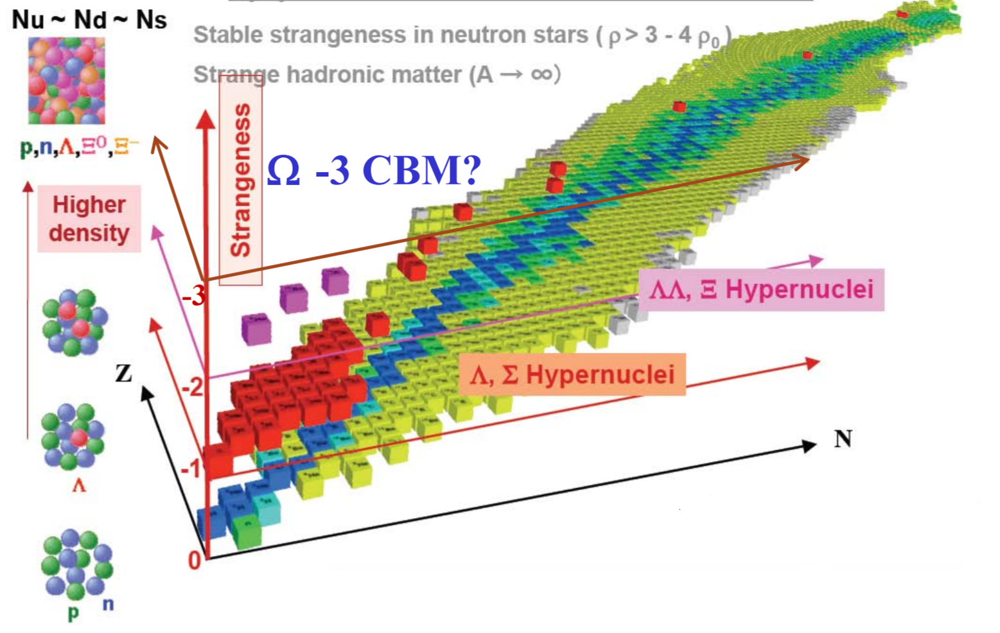 Nu ~ Nd ~ Ns
Stable strangeness in neutron stars ( ρ > 3 - 4 ρ₀ )
Strange hadronic matter (A → ∞)
p,n,Λ,Ξ⁰,Ξ⁻
Higher
density
Strangeness
Ω -3 CBM?
-3
ΛΛ, Ξ Hypernuclei
Z
-2
Λ, Σ Hypernuclei
N
-1
Λ
0
p
n